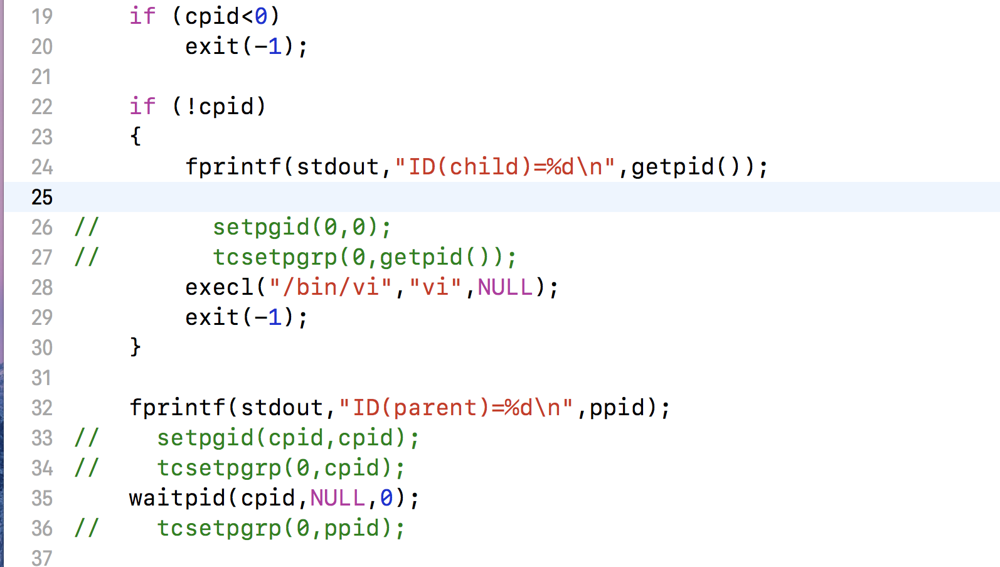 19 if (cpid<0)
20 exit(-1);
21
22 if (!cpid)
23 {
24 fprintf(stdout,"ID(child)=%d\n",getpid());
25
26 // setpgid(0,0);
27 // tcsetpgrp(0,getpid());
28 execl("/bin/vi","vi",NULL);
29 exit(-1);
30 }
31
32 fprintf(stdout,"ID(parent)=%d\n",ppid);
33 // setpgid(cpid,cpid);
34 // tcsetpgrp(0,cpid);
35 waitpid(cpid,NULL,0);
36 // tcsetpgrp(0,ppid);
37